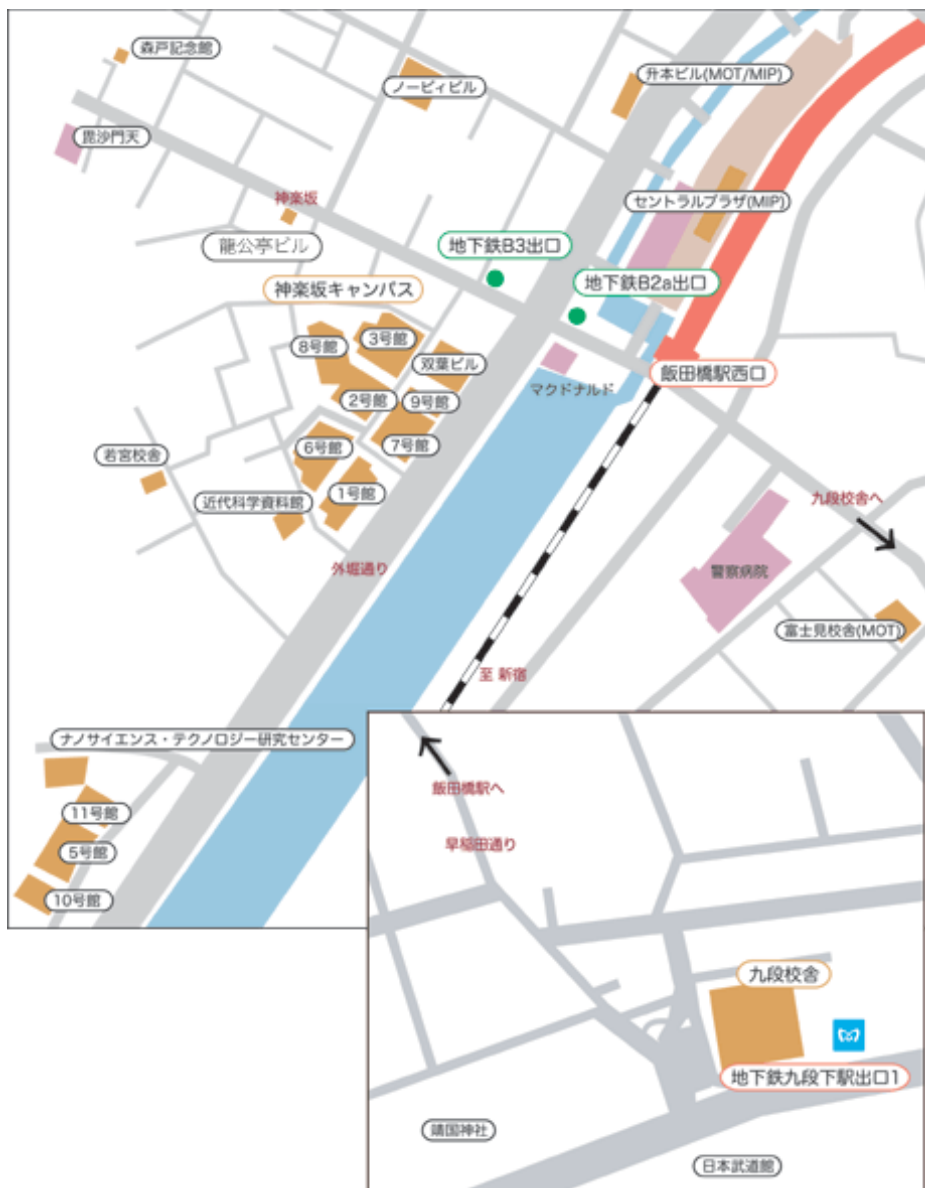 森戸記念館
ノービィビル
升本ビル(MOT/MIP)
毘沙門天
神楽坂
セントラルプラザ(MIP)
龍公亭ビル
地下鉄B3出口
地下鉄B2a出口
神楽坂キャンパス
3号館
8号館
双葉ビル
飯田橋駅西口
マクドナルド
2号館
9号館
6号館
7号館
若宮校舎
1号館
近代科学資料館
九段校舎へ
外堀通り
警察病院
富士見校舎(MOT)
至 新宿
ナノサイエンス・テクノロジー研究センター
飯田橋駅へ
11号館
早稲田通り
5号館
10号館
九段校舎
地下鉄九段下駅出口1
靖国神社
日本武道館